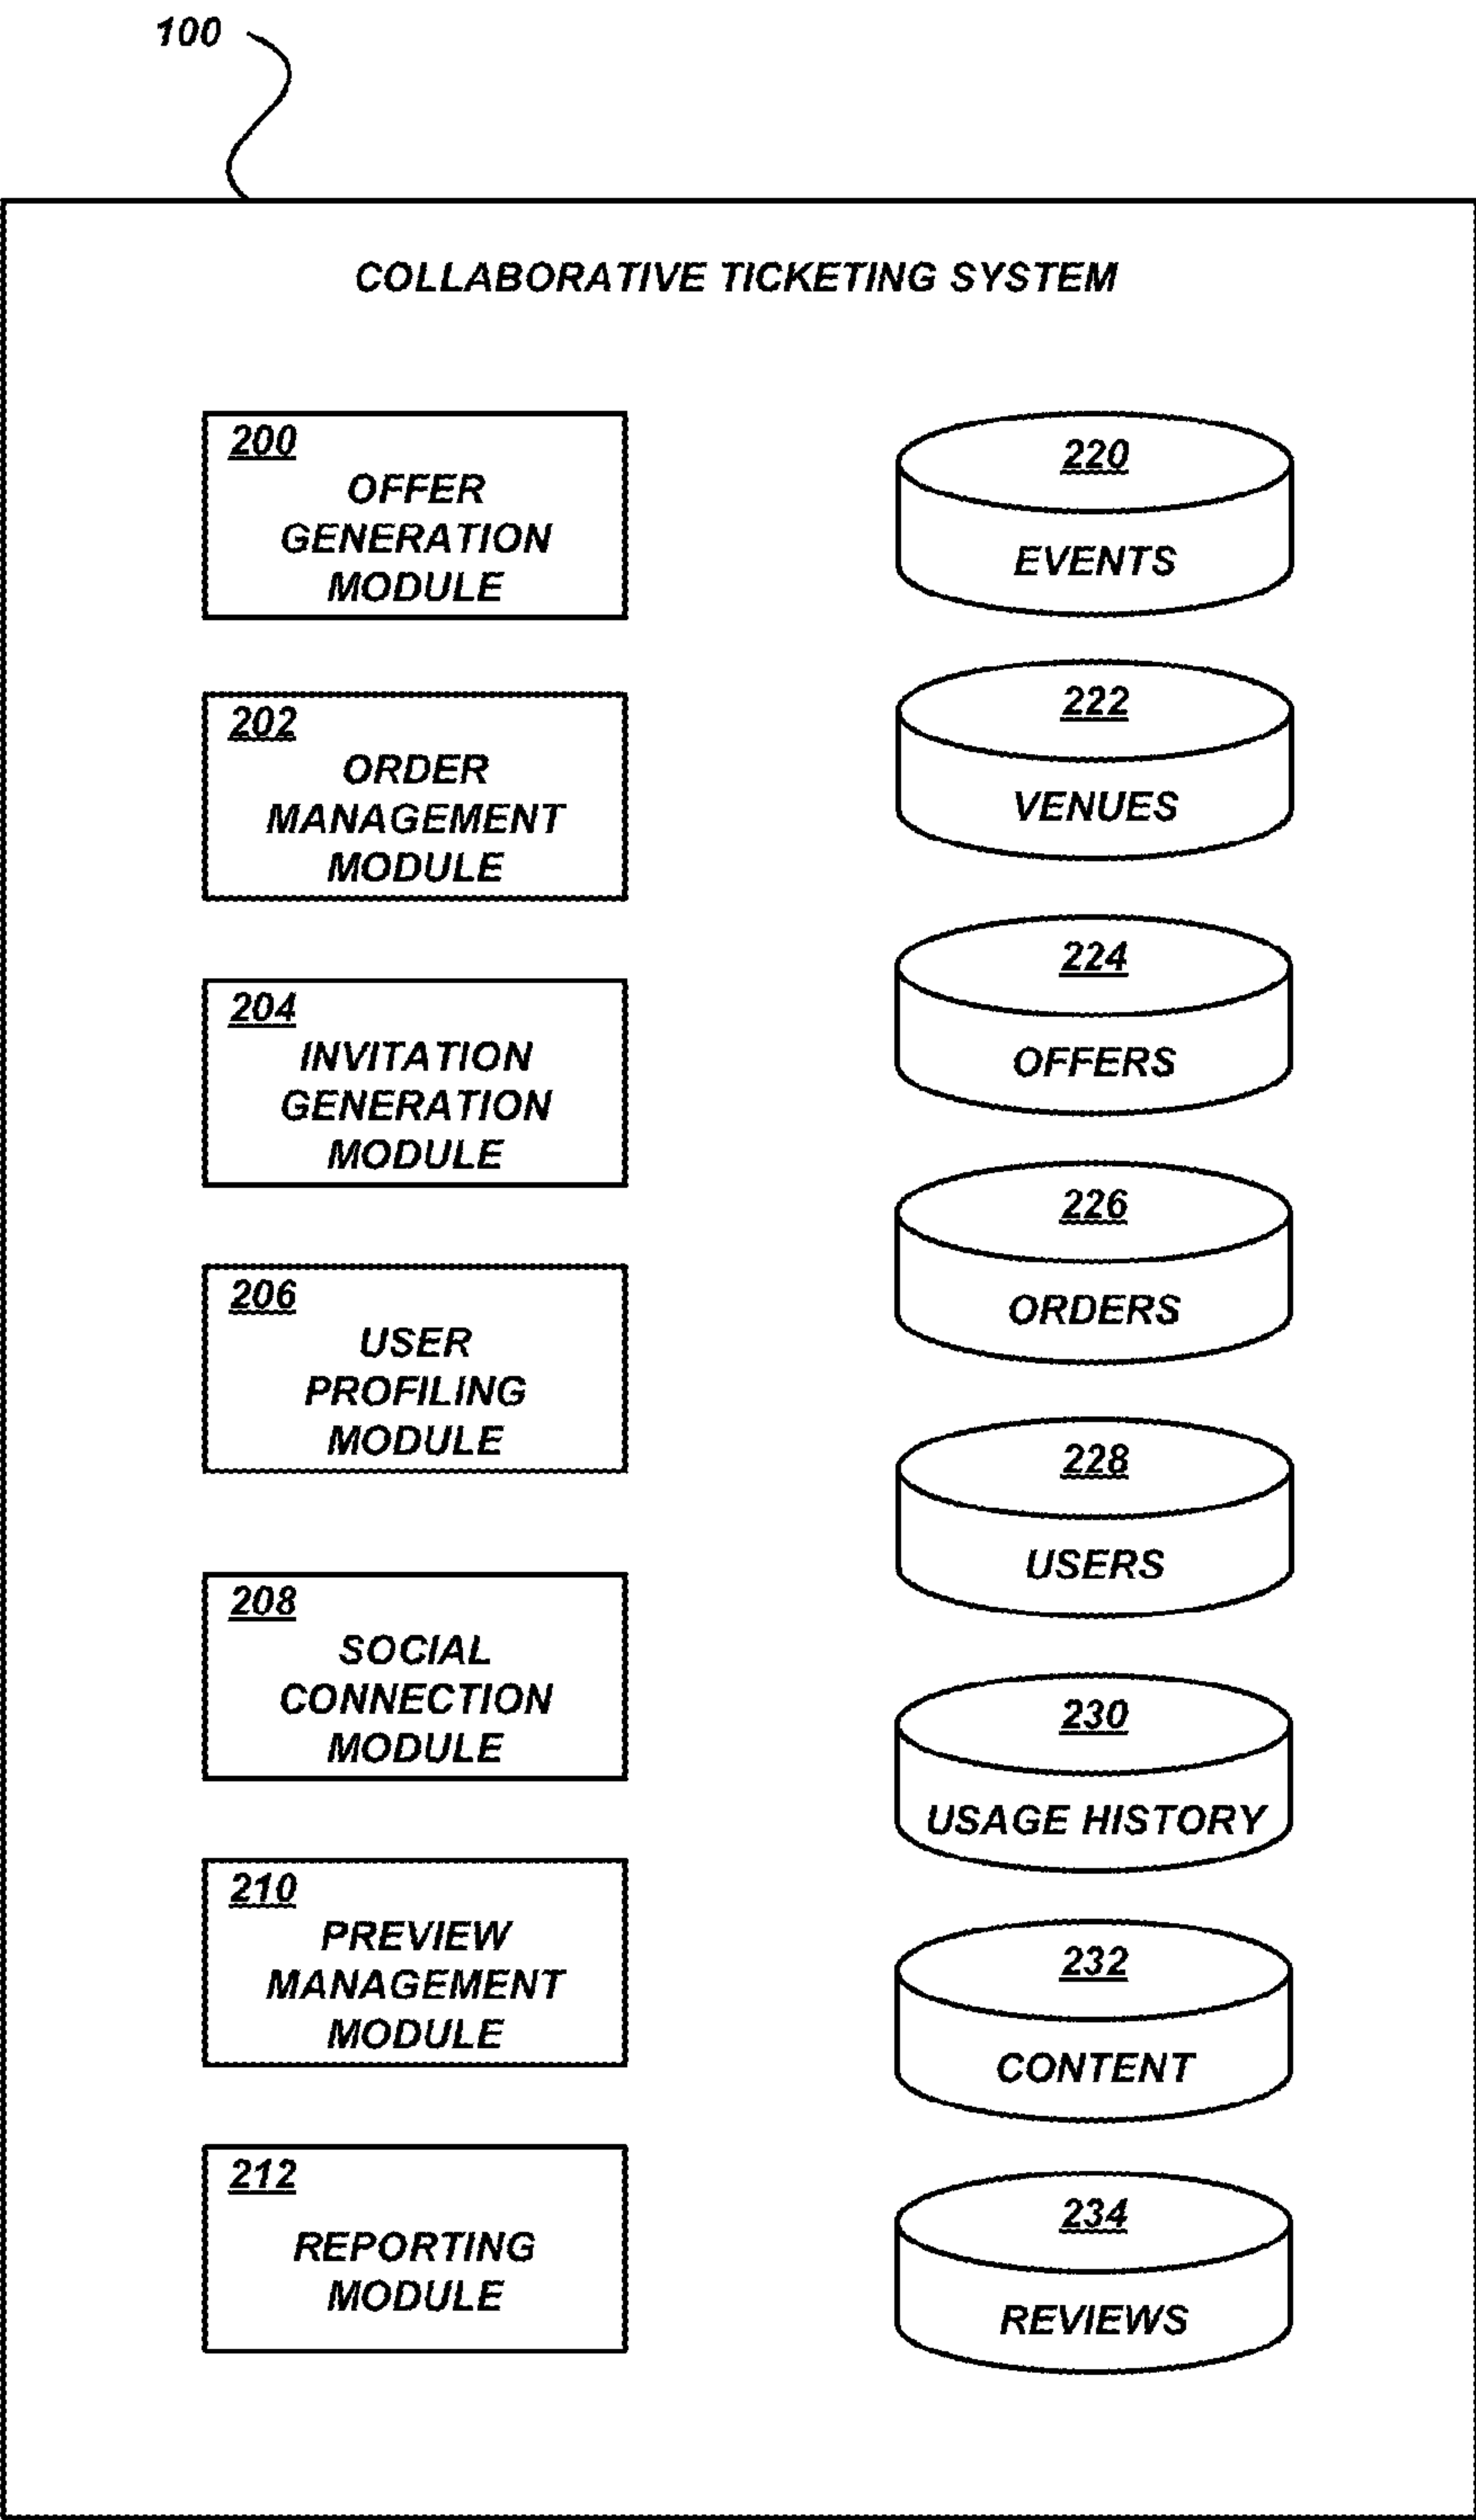 100
COLLABORATIVE TICKETING SYSTEM
200
OFFER
GENERATION
MODULE
202
ORDER
MANAGEMENT
MODULE
204
INVITATION
GENERATION
MODULE
206
USER
PROFILING
MODULE
208
SOCIAL
CONNECTION
MODULE
210
PREVIEW
MANAGEMENT
MODULE
212
REPORTING
MODULE
220
EVENTS
222
VENUES
224
OFFERS
226
ORDERS
228
USERS
230
USAGE HISTORY
232
CONTENT
234
REVIEWS